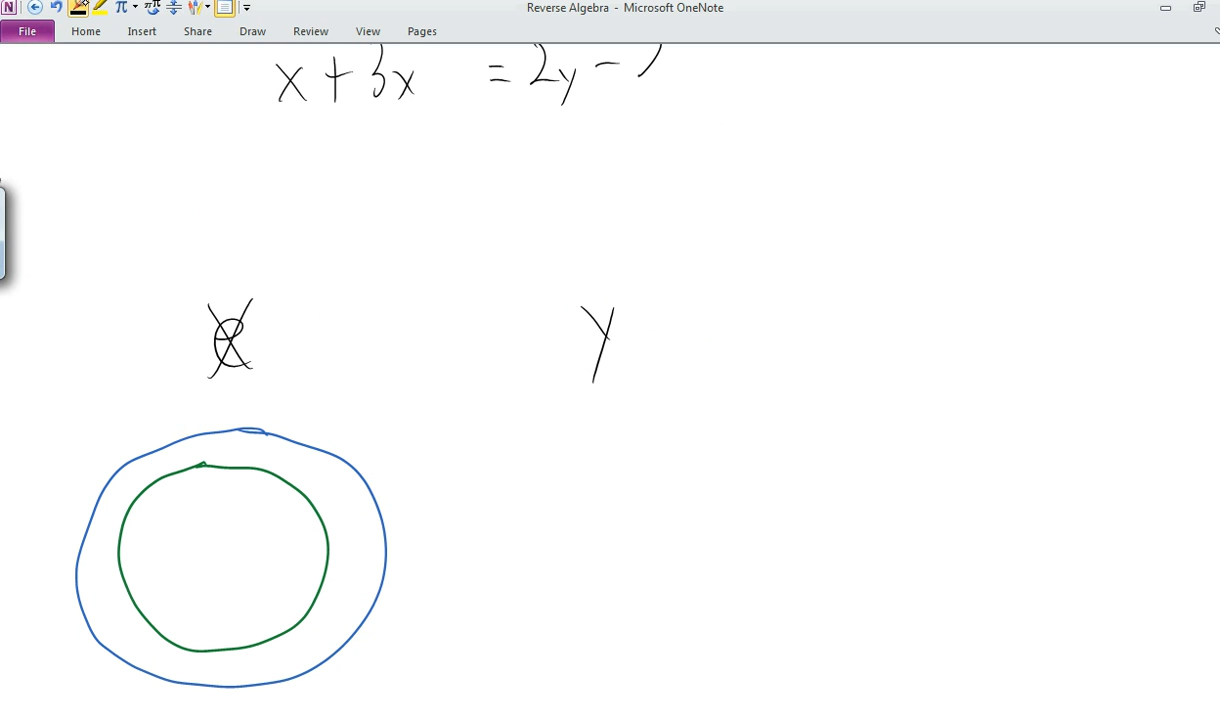 Reverse Algebra - Microsoft OneNote
File Home Insert Share Draw Review View Pages
x + 3x = 2y -
y